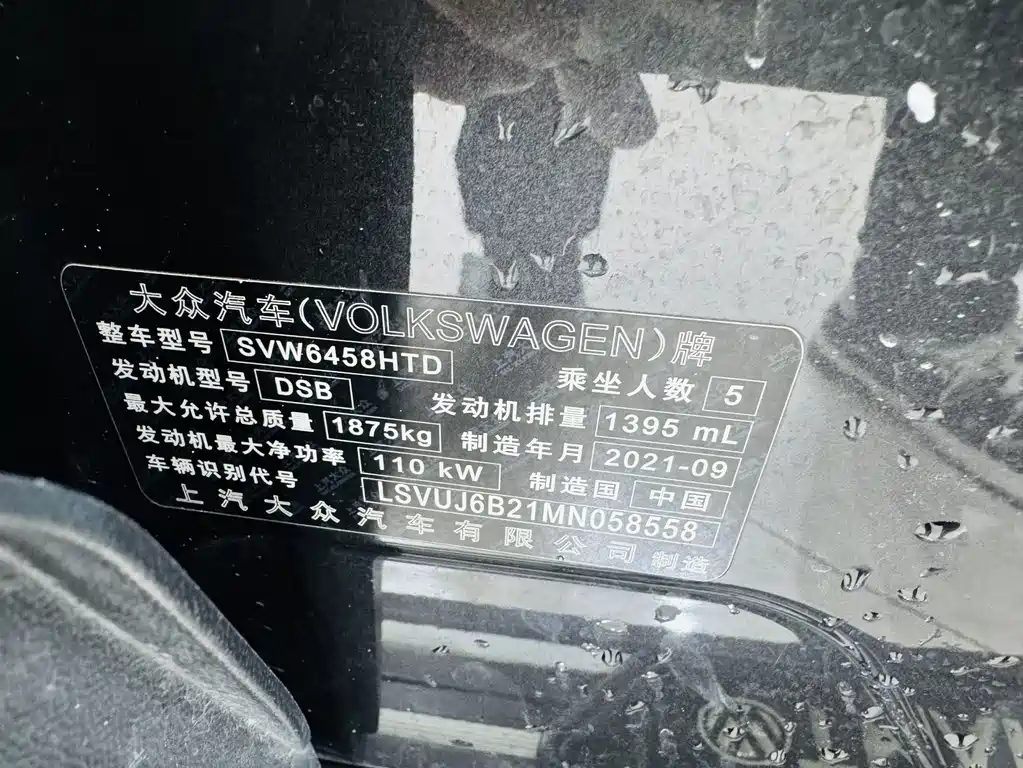 大众汽车(VOLKSWAGEN)牌
整车型号 SVW6458HTD 乘坐人数 5
发动机型号 DSB 发动机排量 1395 mL
最大允许总质量 1875kg 制造年月 2021-09
发动机最大净功率 110 kW 制造国 中国
车辆识别代号 LSVUJ6B21MN058558
上汽大众汽车有限公司制造